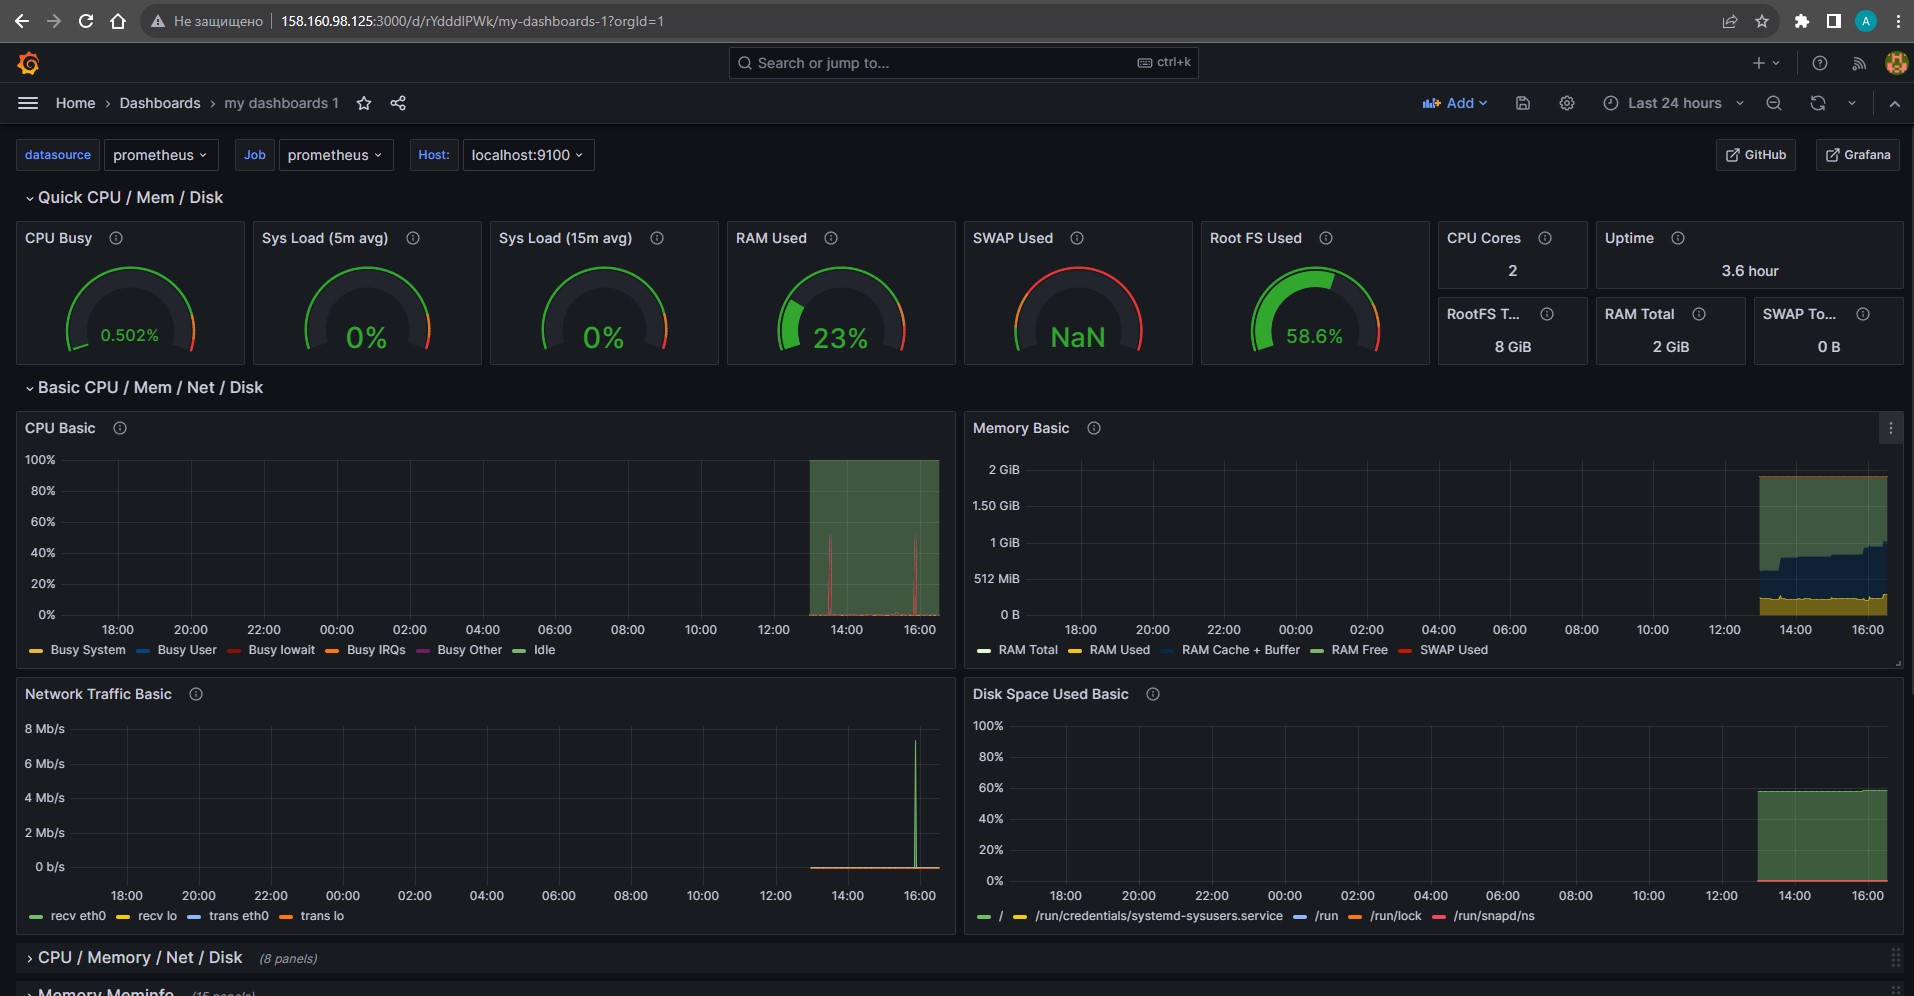 Не защищено 158.160.98.125:3000/d/rYdddlPWk/my-dashboards-1?orgId=1 A
Search or jump to... ctrl+k
Home › Dashboards › my dashboards 1 Add Last 24 hours
datasource prometheus Job prometheus Host: localhost:9100 GitHub Grafana
Quick CPU / Mem / Disk
CPU Busy Sys Load (5m avg) Sys Load (15m avg) RAM Used SWAP Used Root FS Used CPU Cores Uptime
2 3.6 hour
RootFS T... RAM Total SWAP To...
0.502% 0% 0% 23% NaN 58.6% 8 GiB 2 GiB 0 B
Basic CPU / Mem / Net / Disk
CPU Basic
100%
80%
60%
40%
20%
0%
18:00 20:00 22:00 00:00 02:00 04:00 06:00 08:00 10:00 12:00 14:00 16:00
Busy System Busy User Busy Iowait Busy IRQs Busy Other Idle
Memory Basic
2 GiB
1.50 GiB
1 GiB
512 MiB
0 B
18:00 20:00 22:00 00:00 02:00 04:00 06:00 08:00 10:00 12:00 14:00 16:00
RAM Total RAM Used RAM Cache + Buffer RAM Free SWAP Used
Network Traffic Basic
8 Mb/s
6 Mb/s
4 Mb/s
2 Mb/s
0 b/s
18:00 20:00 22:00 00:00 02:00 04:00 06:00 08:00 10:00 12:00 14:00 16:00
recv eth0 recv lo trans eth0 trans lo
Disk Space Used Basic
100%
80%
60%
40%
20%
0%
18:00 20:00 22:00 00:00 02:00 04:00 06:00 08:00 10:00 12:00 14:00 16:00
/ /run/credentials/systemd-sysusers.service /run /run/lock /run/snapd/ns
CPU / Memory / Net / Disk (8 panels)
Memory Meminfo (15 panels)